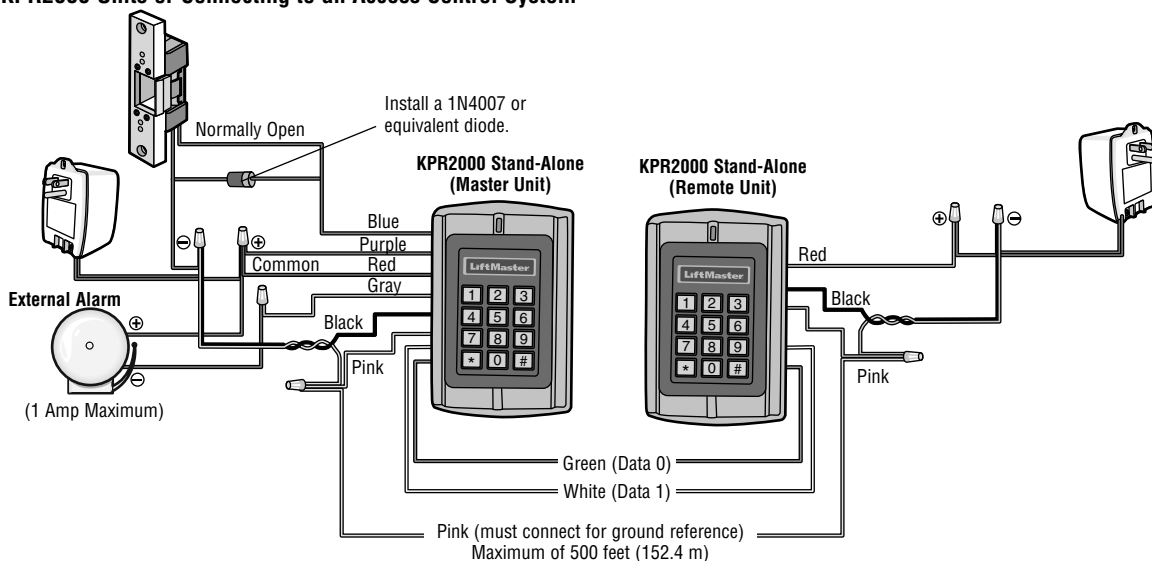 KPR2000 Units or Connecting to an Access Control System
Install a 1N4007 or
equivalent diode.
Normally Open
KPR2000 Stand-Alone
(Master Unit)
KPR2000 Stand-Alone
(Remote Unit)
Blue
Purple
Common
Red
Gray
Black
Pink
External Alarm
(1 Amp Maximum)
+
−
+
−
LiftMaster
1 2 3
4 5 6
7 8 9
* 0 #
LiftMaster
1 2 3
4 5 6
7 8 9
* 0 #
Red
+
−
Black
Pink
Green (Data 0)
White (Data 1)
Pink (must connect for ground reference)
Maximum of 500 feet (152.4 m)